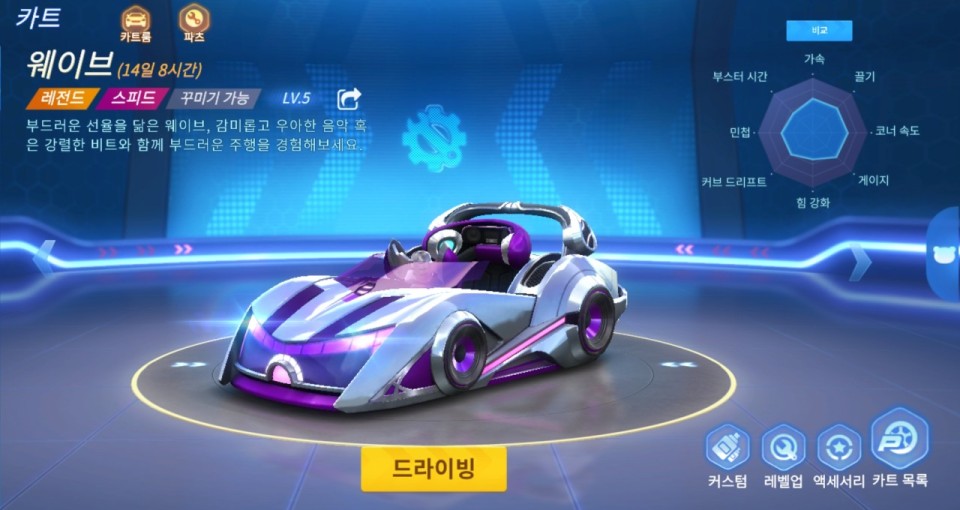 카트
카트룸
파츠
웨이브 (14일 8시간)
레전드 스피드 꾸미기 가능 LV.5
부드러운 선율을 닮은 웨이브, 감미롭고 우아한 음악 혹
은 강렬한 비트와 함께 부드러운 주행을 경험해보세요.
비교
가속
부스터 시간
끌기
민첩
코너 속도
커브 드리프트
게이지
힘 강화
드라이빙
커스텀
레벨업
액세서리
카트 목록